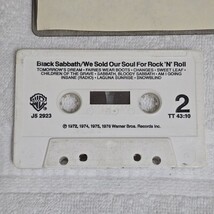 Black Sabbath/We Sold Our Soul For Rock 'N' Roll
TOMORROW'S DREAM • FAIRIES WEAR BOOTS • CHANGES • SWEET LEAF •
CHILDREN OF THE GRAVE • SABBATH, BLOODY SABBATH • AM I GOING
INSANE (RADIO) • LAGUNA SUNRISE • SNOWBLIND
J5 2923
2
TT 43:10
© 1972, 1974, 1975, 1976 Warner Bros. Records Inc.